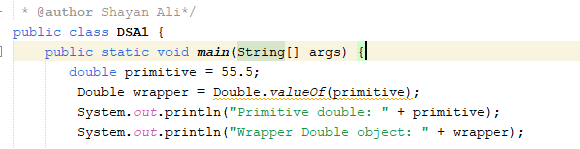 * @author Shayan Ali*/
public class DSA1 {
public static void main(String[] args) {
double primitive = 55.5;
Double wrapper = Double.valueOf(primitive);
System.out.println("Primitive double: " + primitive);
System.out.println("Wrapper Double object: " + wrapper);